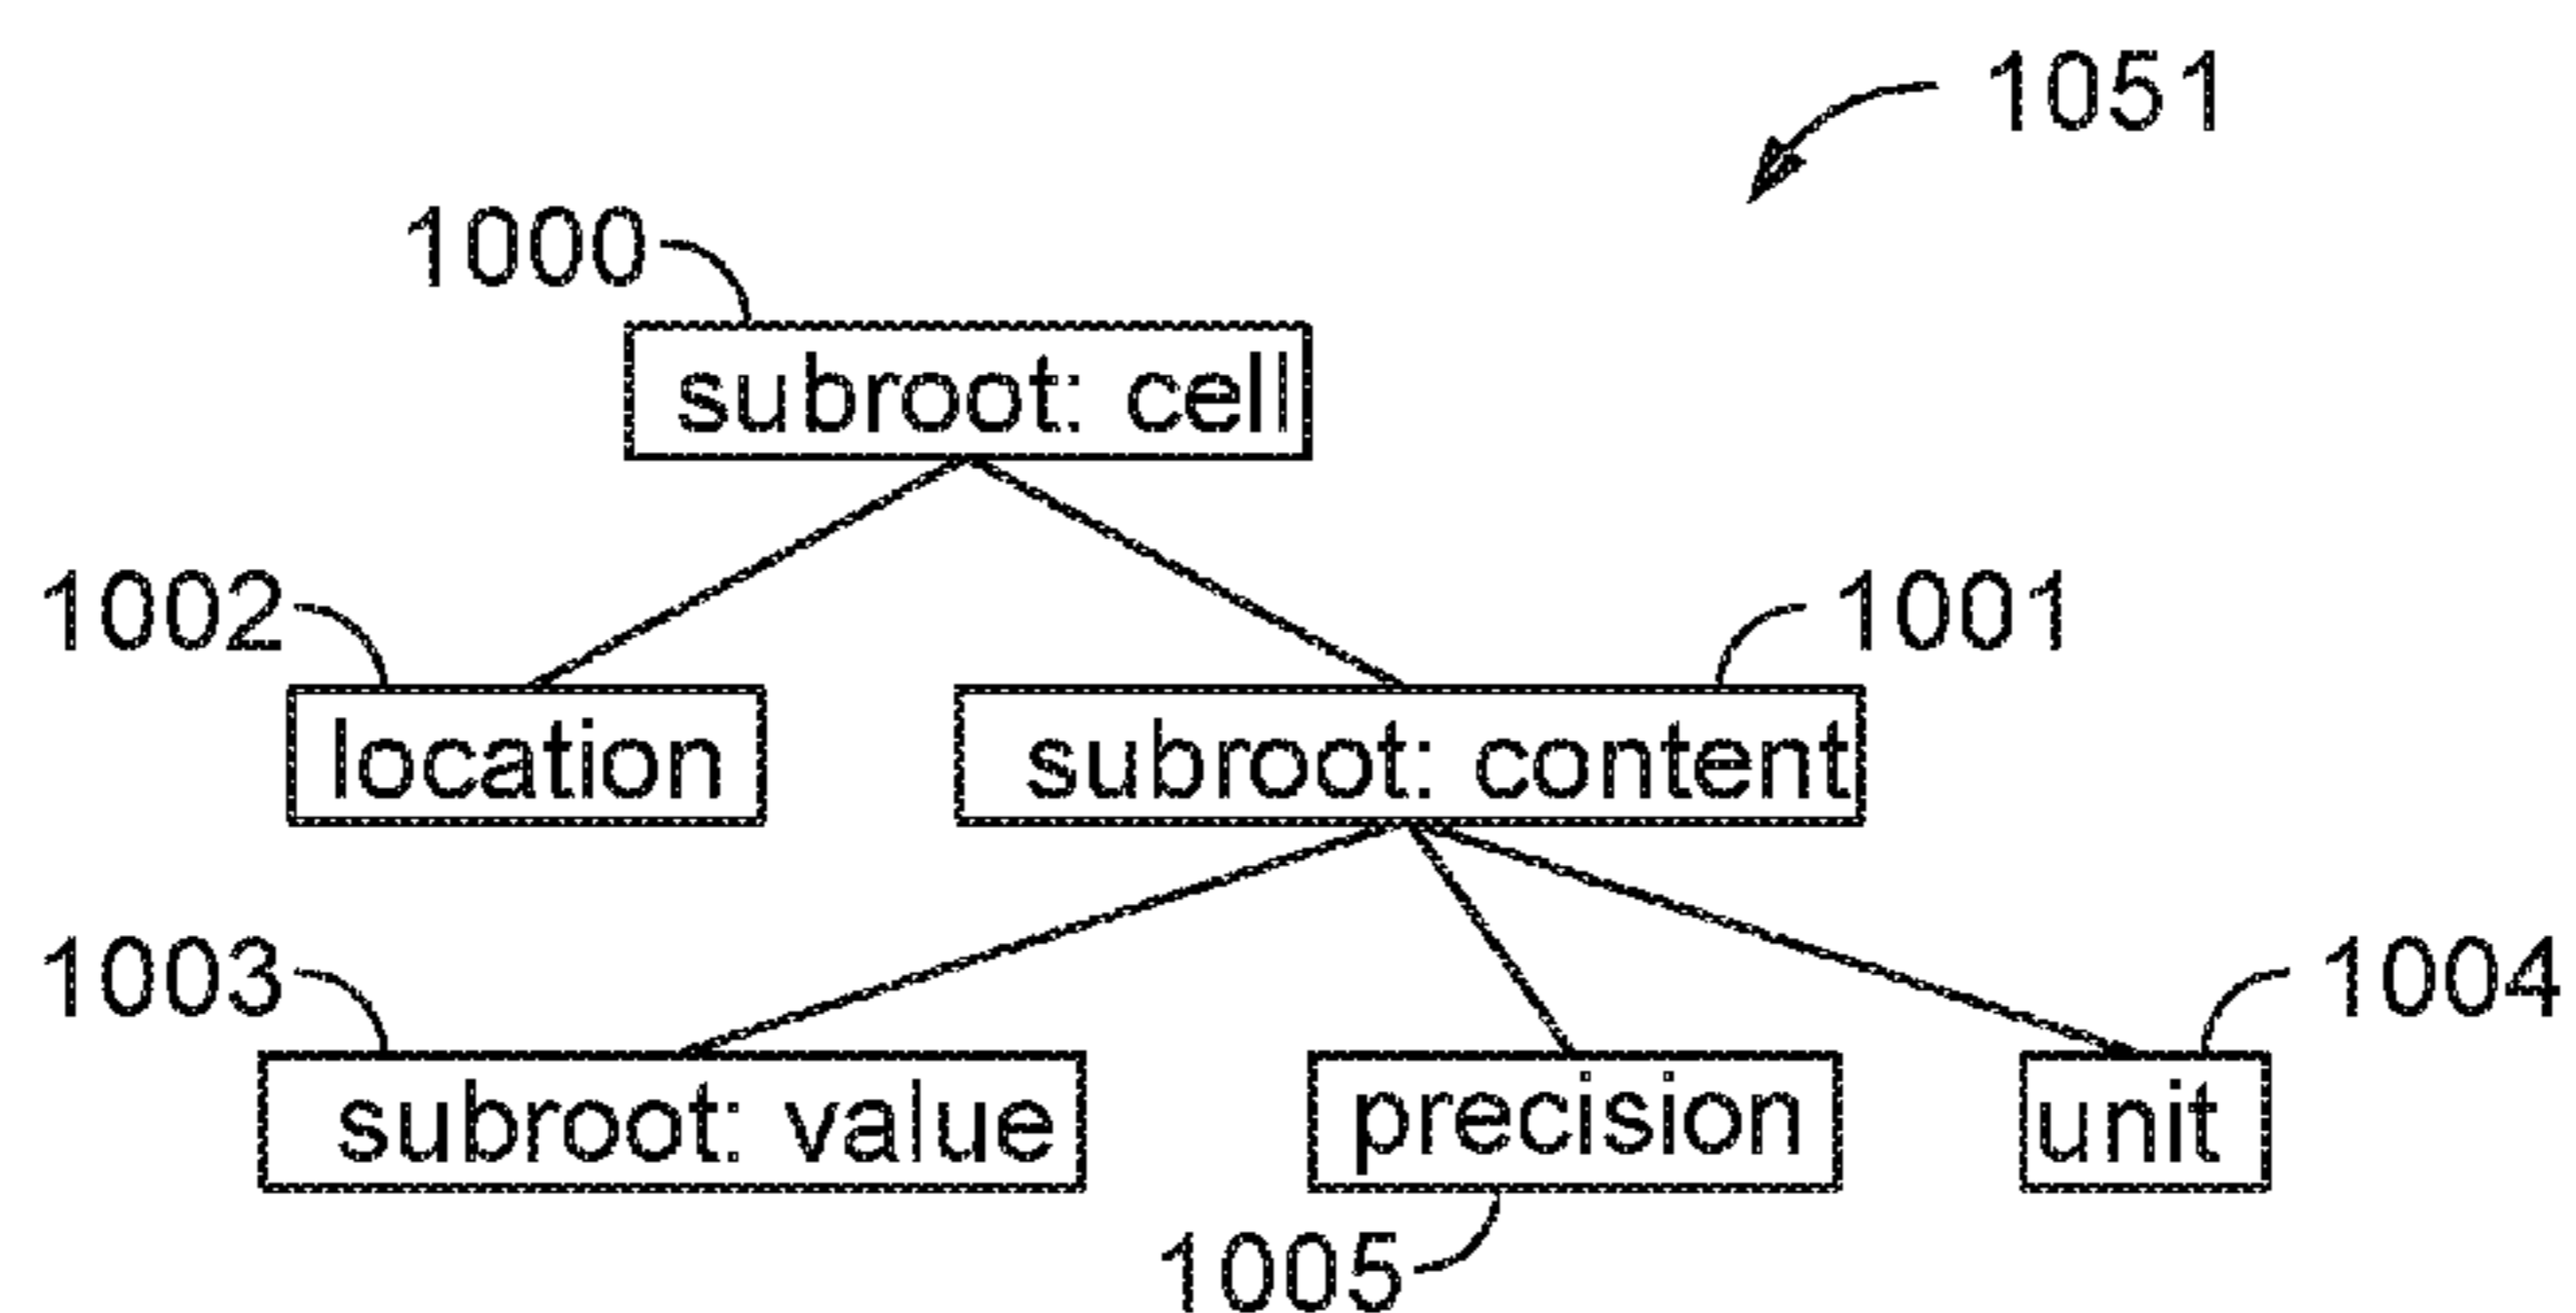 1051
1000
subroot: cell
1002
1001
location
subroot: content
1003
1004
subroot: value
precision
unit
1005